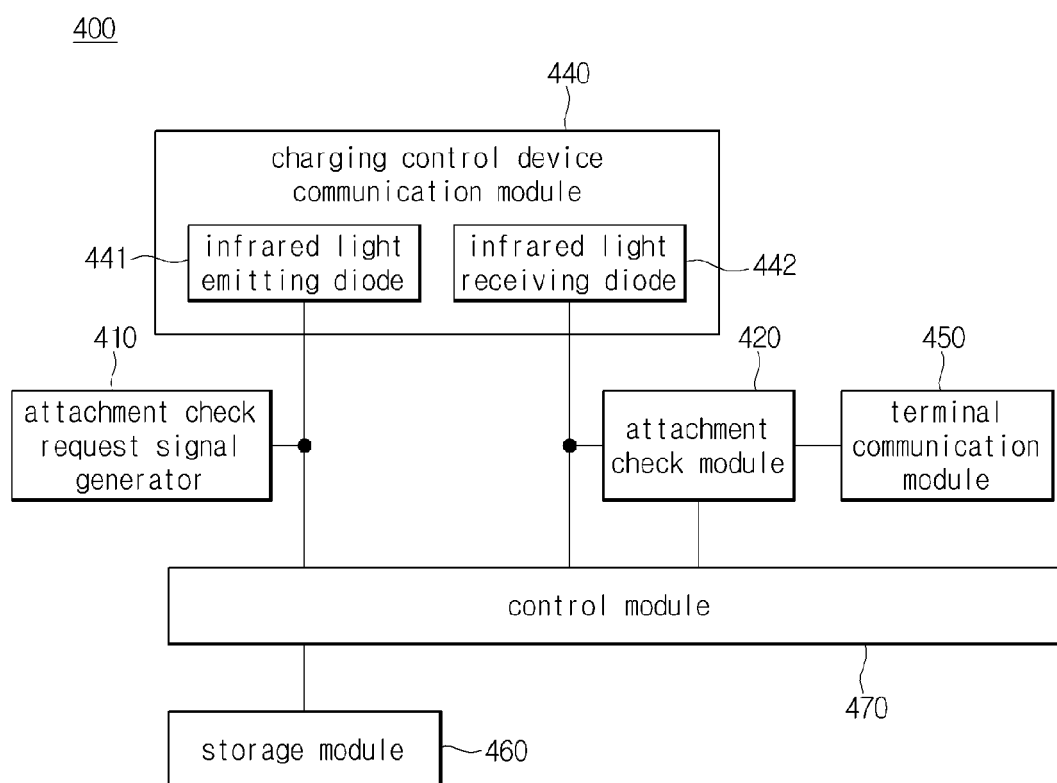 400
440
charging control device
communication module
441
infrared light
emitting diode
infrared light
receiving diode
442
410
attachment check
request signal
generator
420
attachment
check module
450
terminal
communication
module
control module
470
storage module
460